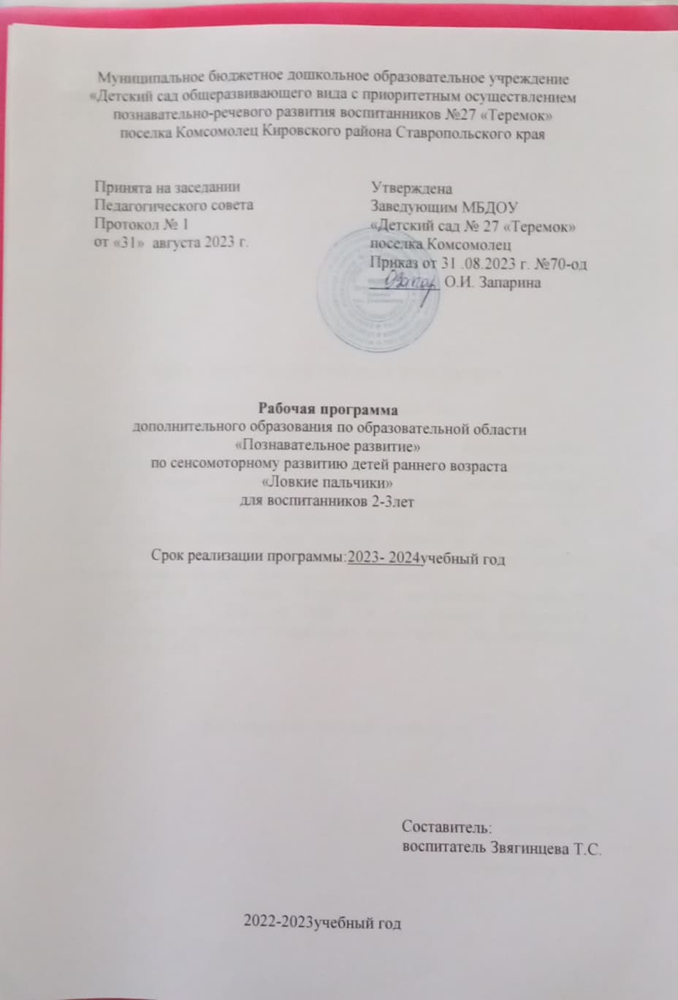 Муниципальное бюджетное дошкольное образовательное учреждение
«Детский сад общеразвивающего вида с приоритетным осуществлением
познавательно-речевого развития воспитанников №27 «Теремок»
поселка Комсомолец Кировского района Ставропольского края
Принята на заседании
Педагогического совета
Протокол № 1
от «31» августа 2023 г.
Утверждена
Заведующим МБДОУ
«Детский сад № 27 «Теремок»
поселка Комсомолец
Приказ от 31 .08.2023 г. №70-од
О.И. Запарина
Рабочая программа
дополнительного образования по образовательной области
«Познавательное развитие»
по сенсомоторному развитию детей раннего возраста
«Ловкие пальчики»
для воспитанников 2-3лет
Срок реализации программы:2023- 2024учебный год
Составитель:
воспитатель Звягинцева Т.С.
2022-2023учебный год